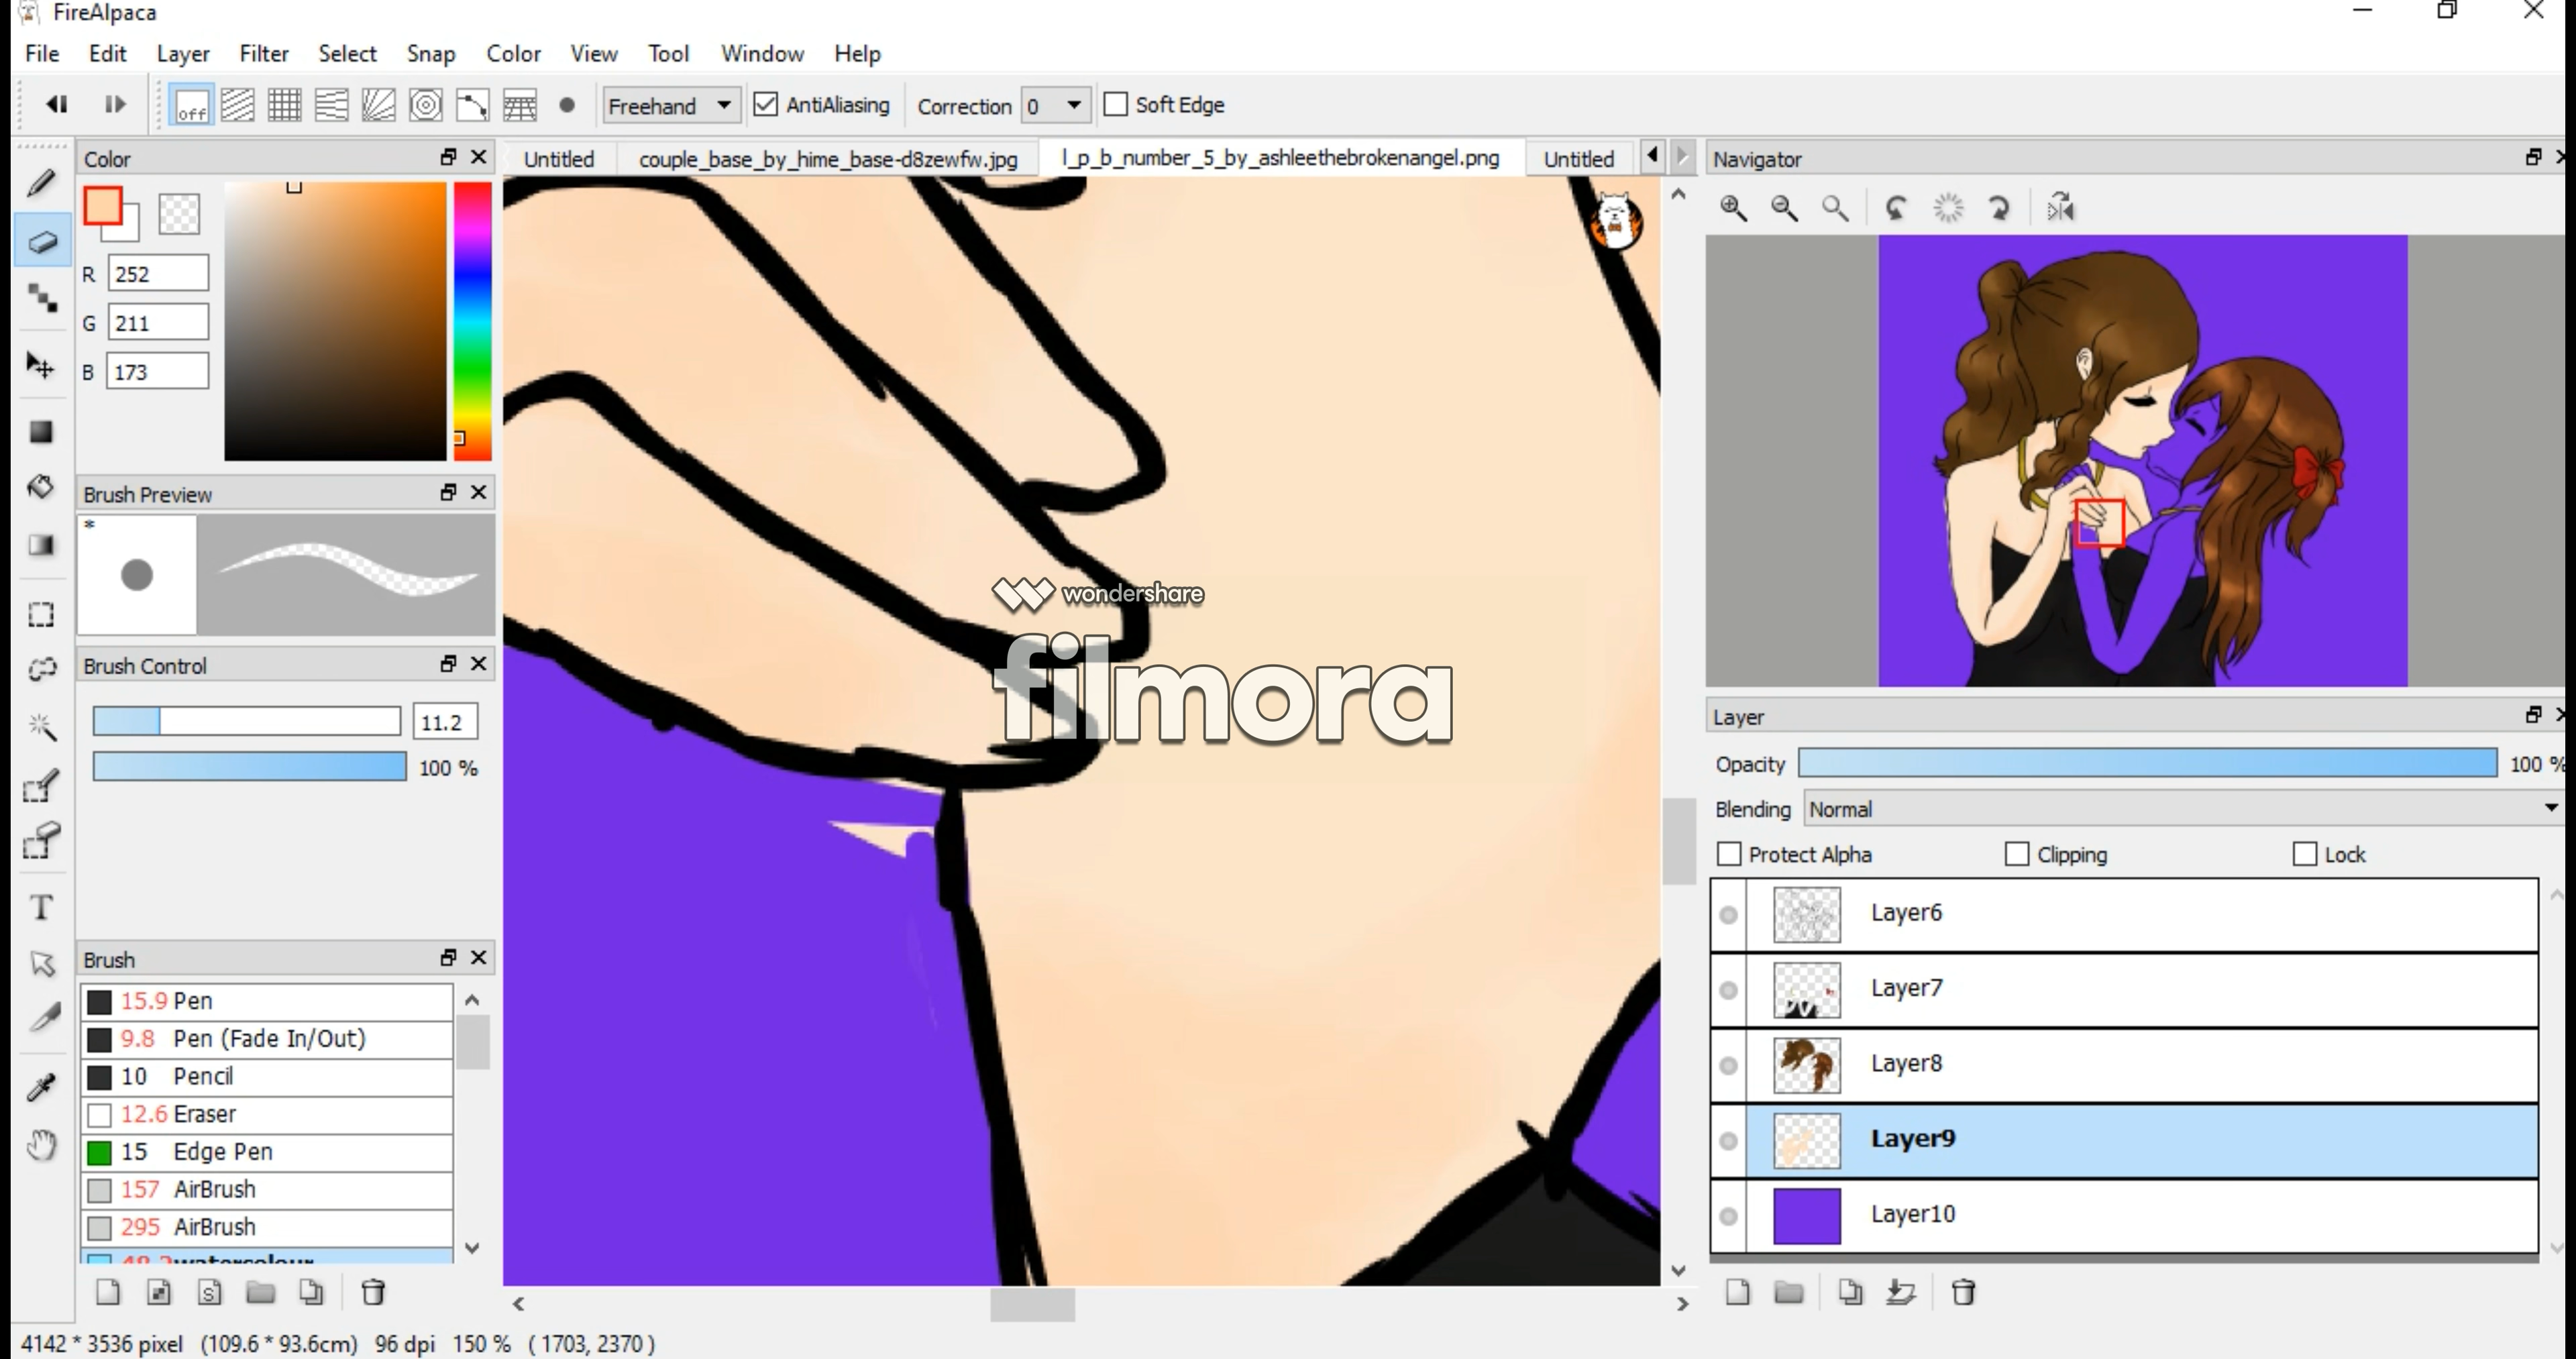 FireAlpaca
File Edit Layer Filter Select Snap Color View Tool Window Help
off Freehand AntiAliasing Correction 0 Soft Edge
Color
R 252
G 211
B 173
Brush Preview
*
Brush Control
11.2
100 %
Brush
15.9 Pen
9.8 Pen (Fade In/Out)
10 Pencil
12.6 Eraser
15 Edge Pen
157 AirBrush
295 AirBrush
watercolour
Untitled couple_base_by_hime_base-d8zewfw.jpg l_p_b_number_5_by_ashleethebrokenangel.png Untitled
wondershare
filmora
Navigator
Layer
Opacity 100 %
Blending Normal
Protect Alpha Clipping Lock
Layer6
Layer7
Layer8
Layer9
Layer10
4142 * 3536 pixel (109.6 * 93.6cm) 96 dpi 150 % ( 1703, 2370 )